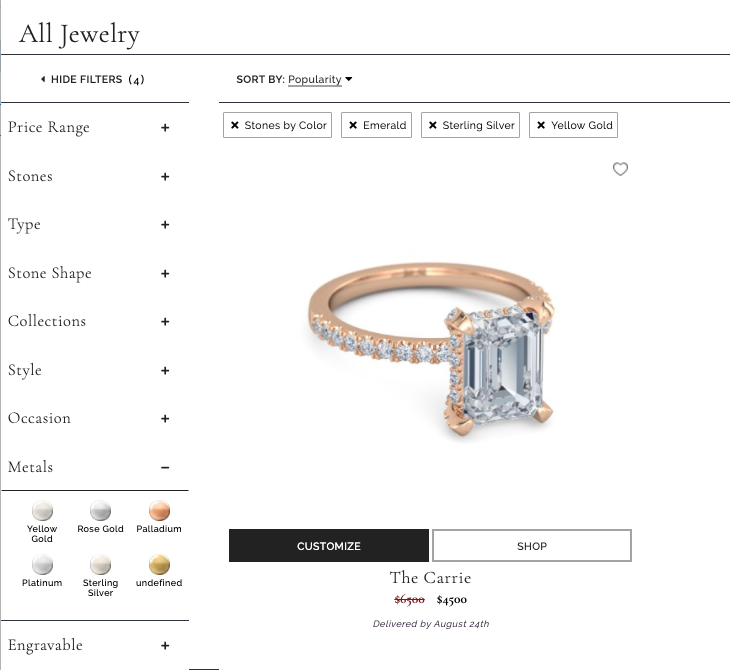 All Jewelry
HIDE FILTERS (4)
SORT BY: Popularity
Stones by Color
Emerald
Sterling Silver
Yellow Gold
Price Range
Stones
Type
Stone Shape
Collections
Style
Occasion
Metals
Yellow
Gold
Rose Gold
Palladium
Platinum
Sterling
Silver
undefined
Engravable
CUSTOMIZE
SHOP
The Carrie
$6500 $4500
Delivered by August 24th